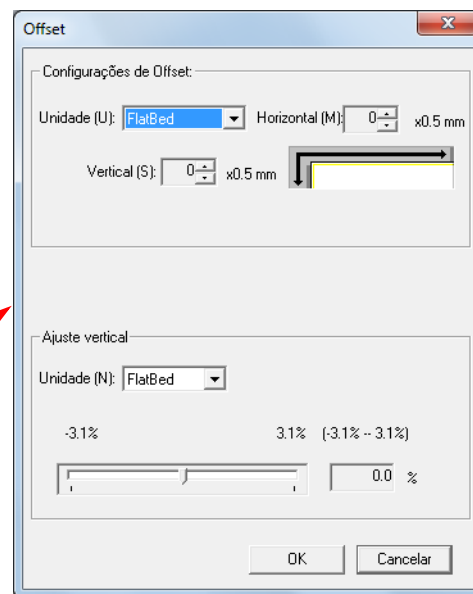 Offset
Configurações de Offset:
Unidade (U): FlatBed Horizontal (M): 0 x0.5 mm
Vertical (S): 0 x0.5 mm
Ajuste vertical
Unidade (N): FlatBed
-3.1% 3.1% (-3.1% -- 3.1%)
0.0 %
OK Cancelar